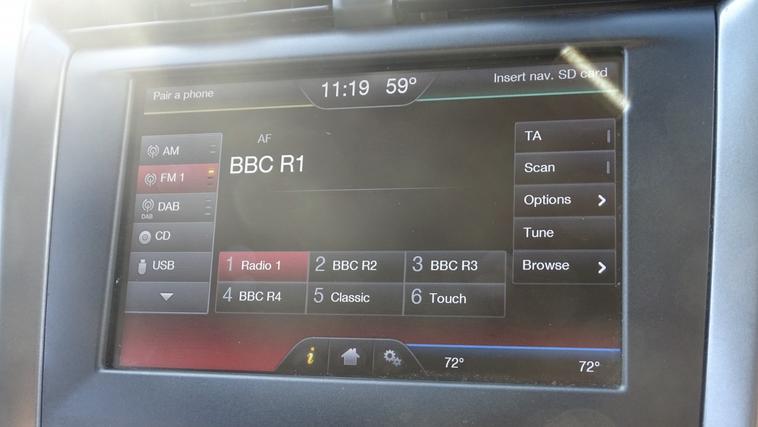 Pair a phone
11:19 59°
Insert nav. SD card
AM
FM 1
DAB
DAB
CD
USB
AF
BBC R1
1 Radio 1
2 BBC R2
3 BBC R3
4 BBC R4
5 Classic
6 Touch
TA
Scan
Options
Tune
Browse
i
72°
72°